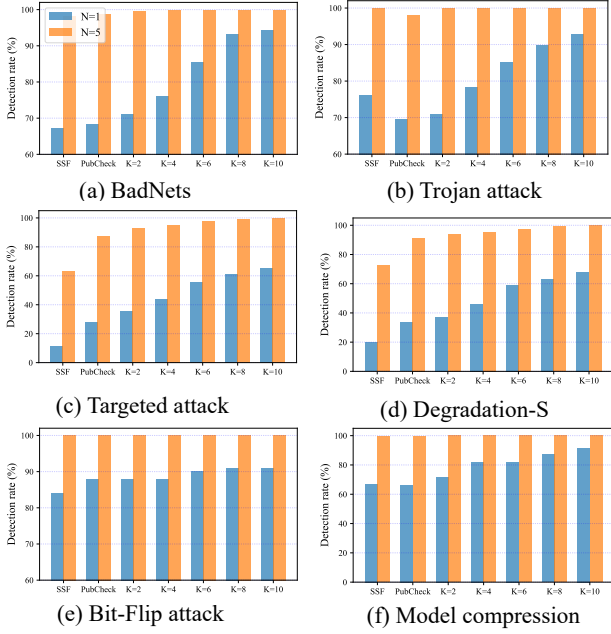 Detection rate (%)
100
90
80
70
60
N=1
N=5
SSF PubCheck K=2 K=4 K=6 K=8 K=10
(a) BadNets
Detection rate (%)
100
90
80
70
60
SSF PubCheck K=2 K=4 K=6 K=8 K=10
(b) Trojan attack
Detection rate (%)
100
80
60
40
20
0
SSF PubCheck K=2 K=4 K=6 K=8 K=10
(c) Targeted attack
Detection rate (%)
100
80
60
40
20
0
SSF PubCheck K=2 K=4 K=6 K=8 K=10
(d) Degradation-S
Detection rate (%)
100
90
80
70
60
SSF PubCheck K=2 K=4 K=6 K=8 K=10
(e) Bit-Flip attack
Detection rate (%)
100
80
60
40
20
0
SSF PubCheck K=2 K=4 K=6 K=8 K=10
(f) Model compression